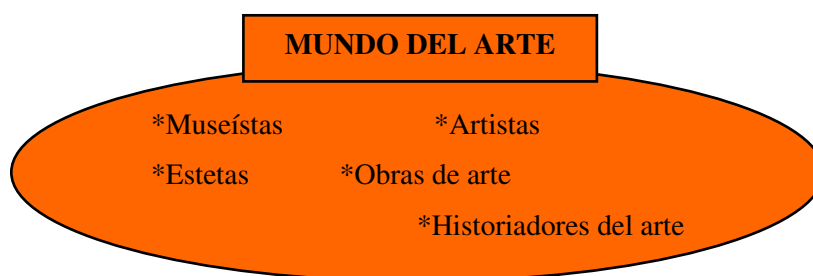 MUNDO DEL ARTE
*Museístas *Artistas
*Estetas *Obras de arte
*Historiadores del arte